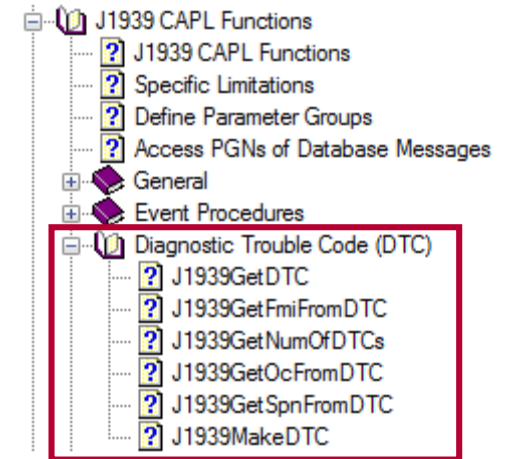 J1939 CAPL Functions
J1939 CAPL Functions
Specific Limitations
Define Parameter Groups
Access PGNs of Database Messages
General
Event Procedures
Diagnostic Trouble Code (DTC)
J1939GetDTC
J1939GetFmiFromDTC
J1939GetNumOfDTCs
J1939GetOcFromDTC
J1939GetSpnFromDTC
J1939MakeDTC